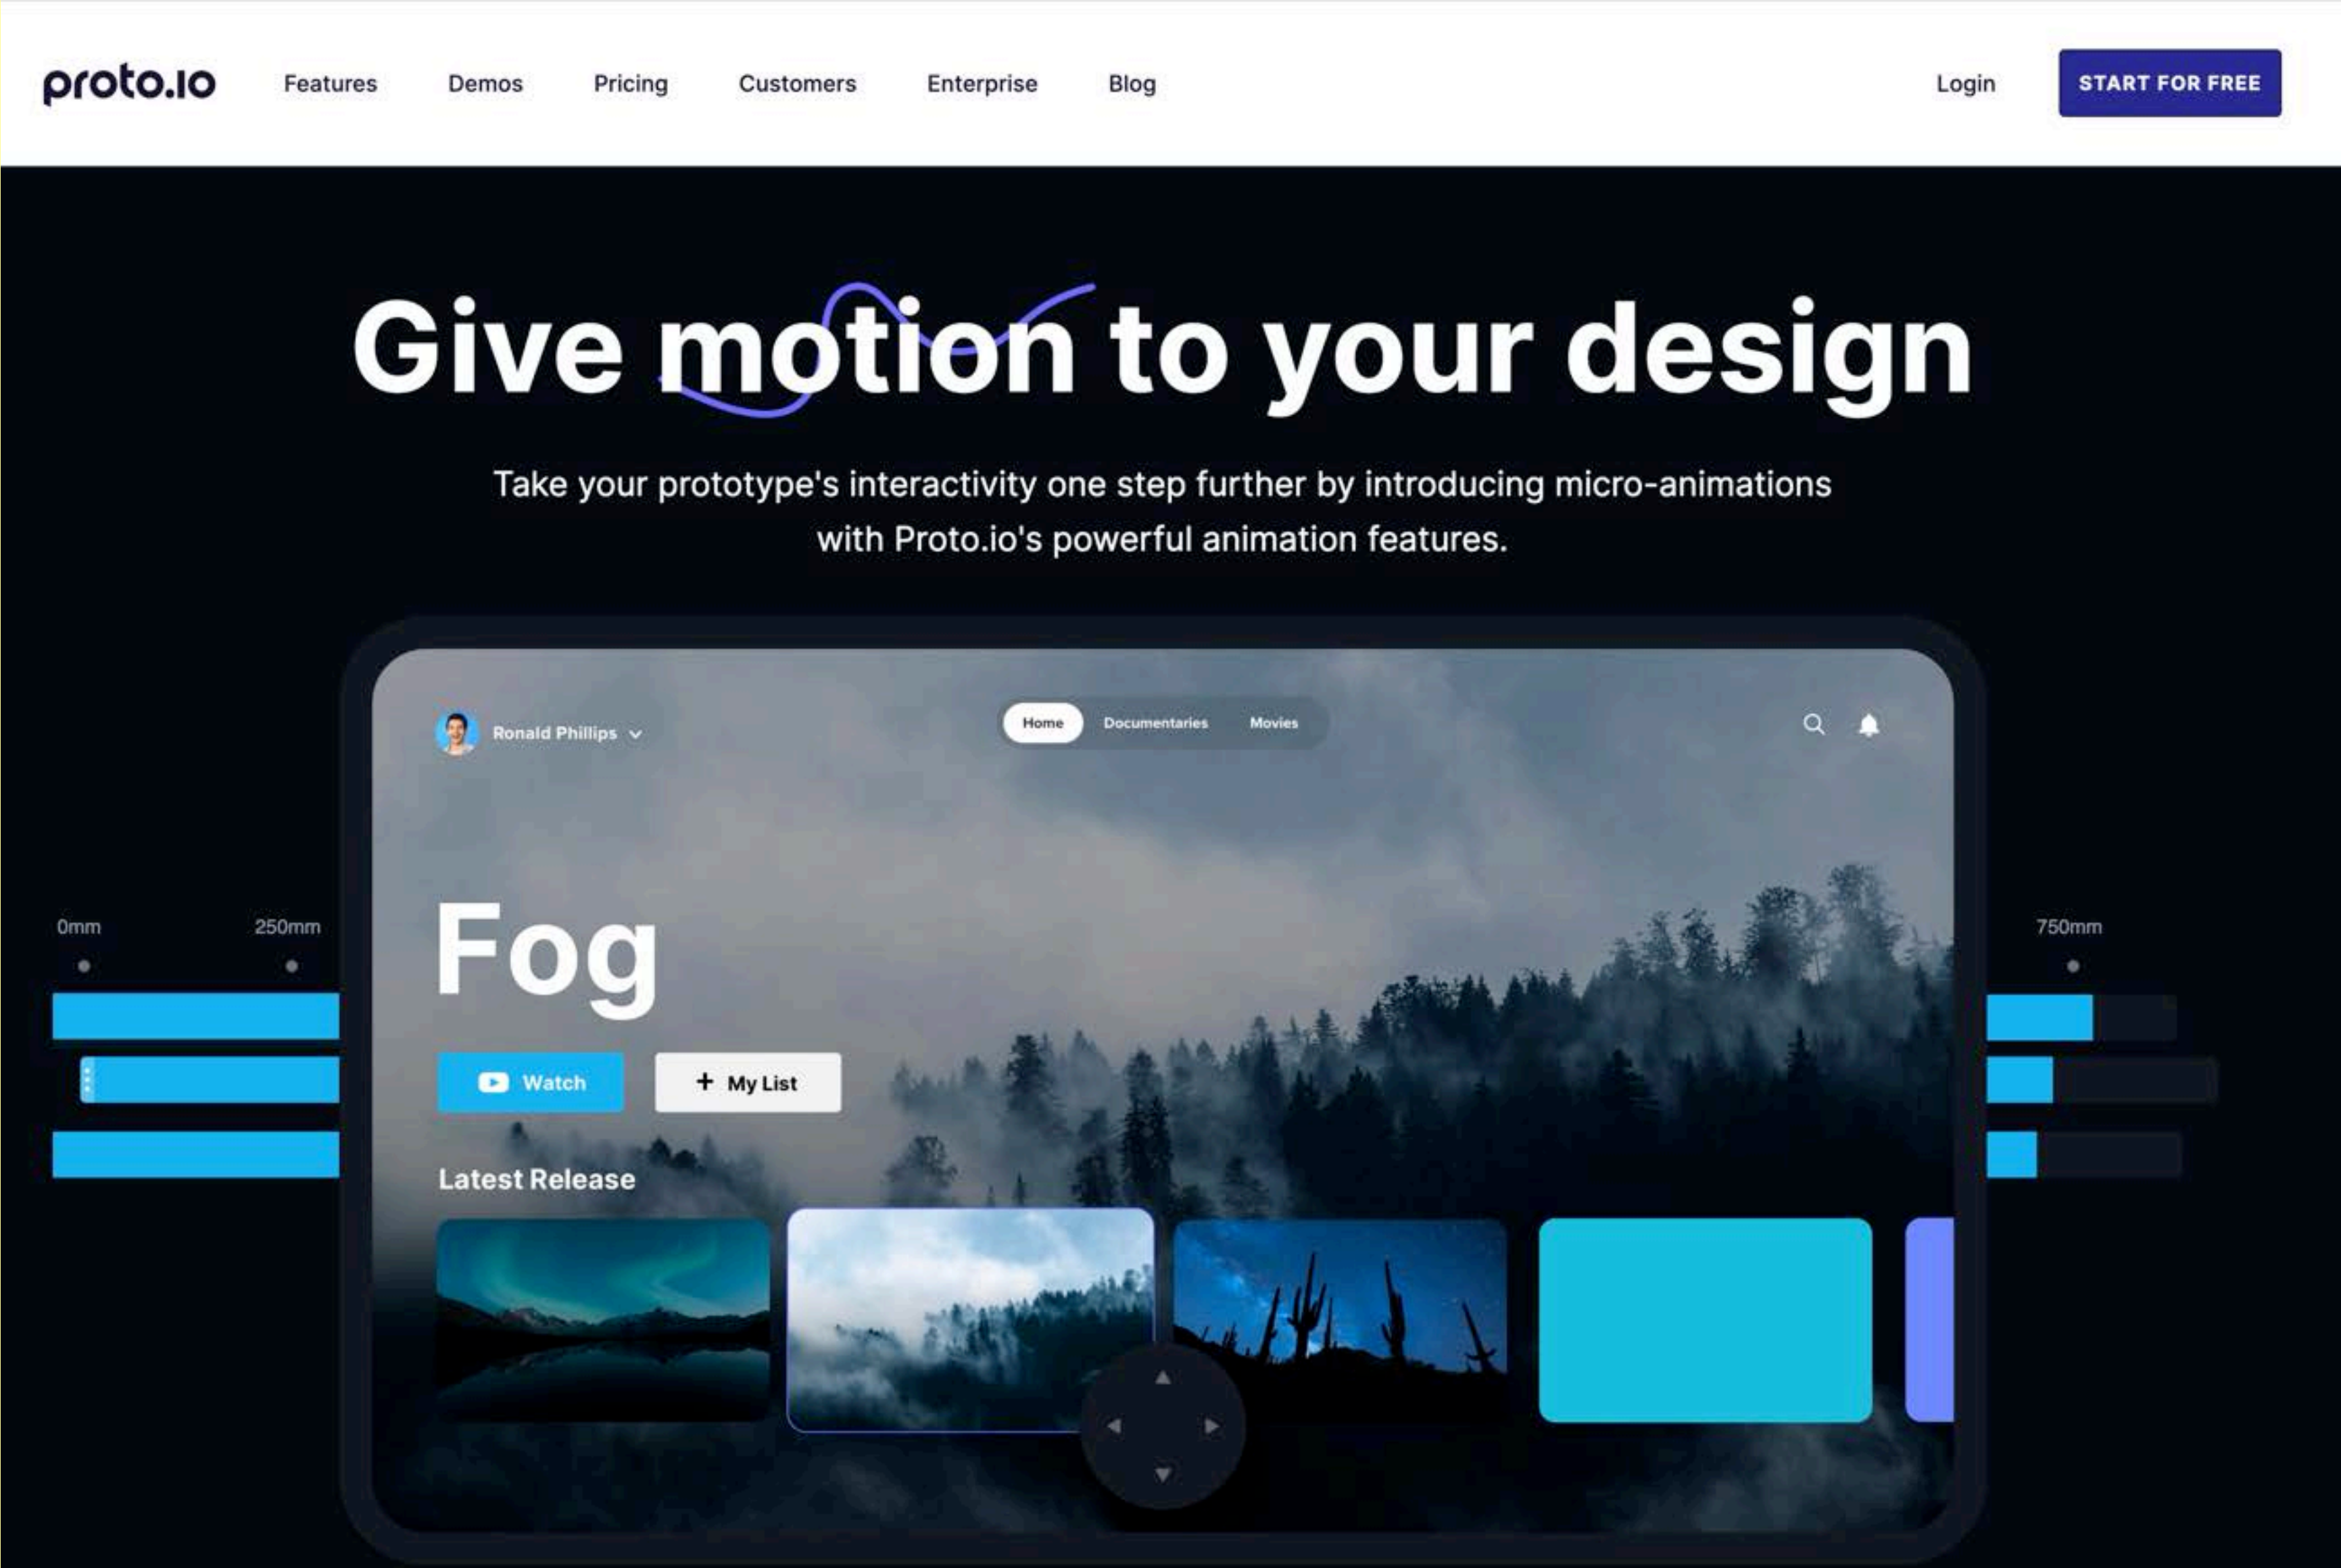 proto.io
Features
Demos
Pricing
Customers
Enterprise
Blog
Login
START FOR FREE
Give motion to your design
Take your prototype's interactivity one step further by introducing micro-animations
with Proto.io's powerful animation features.
Ronald Phillips
Home
Documentaries
Movies
Fog
0mm
250mm
750mm
Watch
+ My List
Latest Release